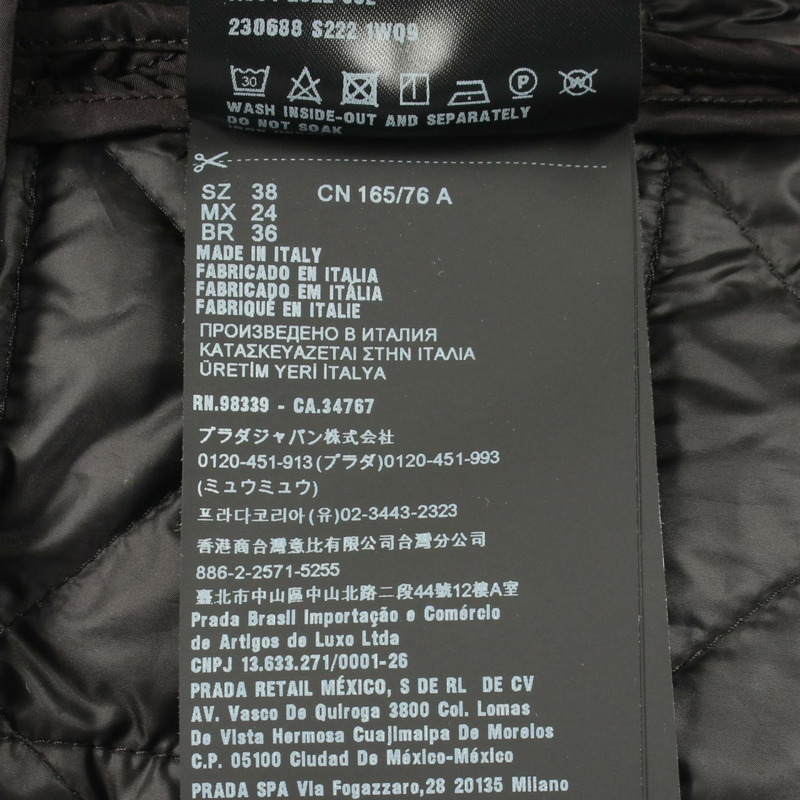 230688 S222 1WQ9
30 P W
WASH INSIDE-OUT AND SEPARATELY
DO NOT SOAK
SZ 38 CN 165/76 A
MX 24
BR 36
MADE IN ITALY
FABRICADO EN ITALIA
FABRICADO EM ITÁLIA
FABRIQUÉ EN ITALIE
ПРОИЗВЕДЕНО В ИТАЛИЯ
ΚΑΤΑΣΚΕΥΑΖΕΤΑΙ ΣΤΗΝ ΙΤΑΛΙΑ
ÜRETİM YERİ İTALYA
RN.98339 - CA.34767
プラダジャパン株式会社
0120-451-913(プラダ)0120-451-993
(ミュウミュウ)
프라다코리아(유)02-3443-2323
香港商台灣意比有限公司台灣分公司
886-2-2571-5255
臺北市中山區中山北路二段44號12樓A室
Prada Brasil Importação e Comércio
de Artigos de Luxo Ltda
CNPJ 13.633.271/0001-26
PRADA RETAIL MÉXICO, S DE RL DE CV
AV. Vasco De Quiroga 3800 Col. Lomas
De Vista Hermosa Cuajimalpa De Morelos
C.P. 05100 Ciudad De México-México
PRADA SPA Via Fogazzaro,28 20135 Milano